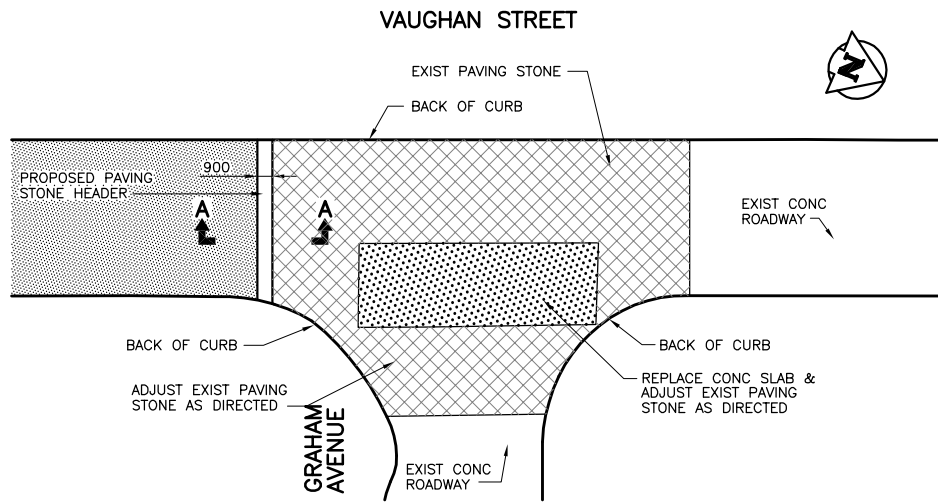 VAUGHAN STREET
N
EXIST PAVING STONE
BACK OF CURB
900
PROPOSED PAVING
STONE HEADER
A
A
EXIST CONC
ROADWAY
BACK OF CURB
BACK OF CURB
ADJUST EXIST PAVING
STONE AS DIRECTED
REPLACE CONC SLAB &
ADJUST EXIST PAVING
STONE AS DIRECTED
GRAHAM
AVENUE
EXIST CONC
ROADWAY